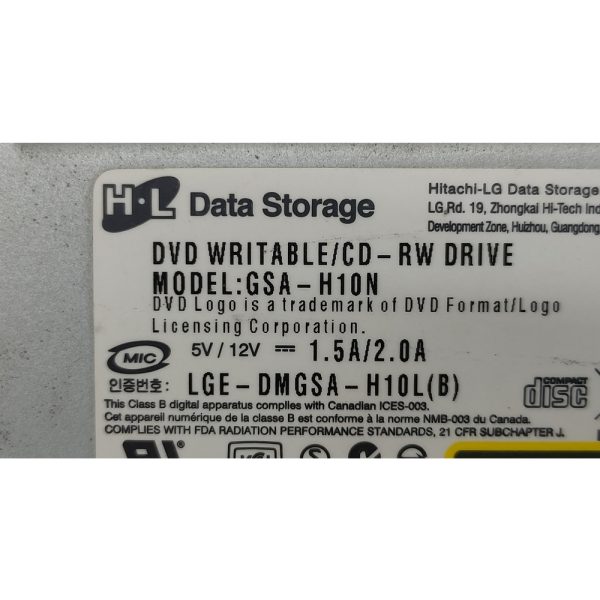 H·L Data Storage
Hitachi-LG Data Storage
LG,Rd. 19, Zhongkai Hi-Tech Ind
Development Zone, Huizhou, Guangdong
DVD WRITABLE/CD-RW DRIVE
MODEL:GSA-H10N
DVD Logo is a trademark of DVD Format/Logo
Licensing Corporation.
MIC
5V / 12V ⎓ 1.5A/2.0A
인증번호: LGE-DMGSA-H10L(B)
COMPACT
disc
This Class B digital apparatus complies with Canadian ICES-003.
Cet appareil numérique de la classe B est conforme à la norme NMB-003 du Canada.
COMPLIES WITH FDA RADIATION PERFORMANCE STANDARDS, 21 CFR SUBCHAPTER J.